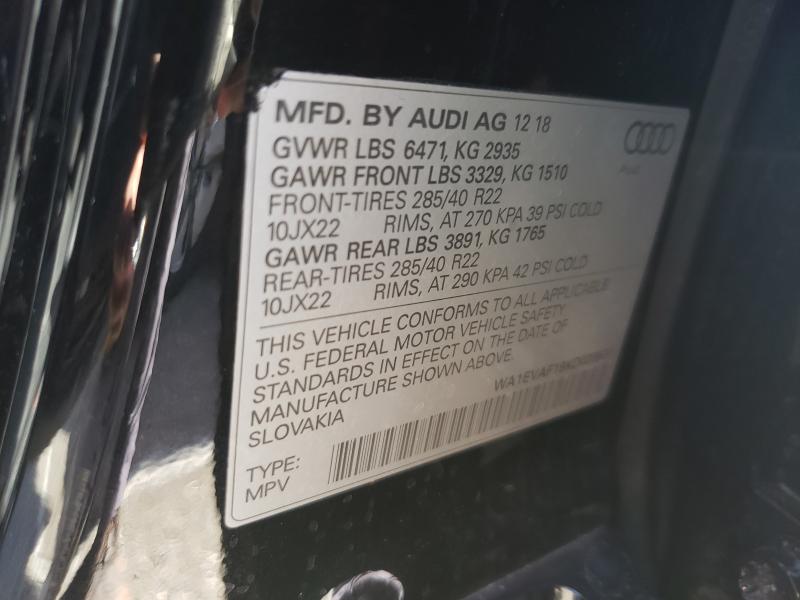 MFD. BY AUDI AG 12 18
GVWR LBS 6471, KG 2935
GAWR FRONT LBS 3329, KG 1510
FRONT-TIRES 285/40 R22
10JX22 RIMS, AT 270 KPA 39 PSI COLD
GAWR REAR LBS 3891, KG 1765
REAR-TIRES 285/40 R22
10JX22 RIMS, AT 290 KPA 42 PSI COLD
THIS VEHICLE CONFORMS TO ALL APPLICABLE
U.S. FEDERAL MOTOR VEHICLE SAFETY
STANDARDS IN EFFECT ON THE DATE OF
MANUFACTURE SHOWN ABOVE.
SLOVAKIA
TYPE:
MPV